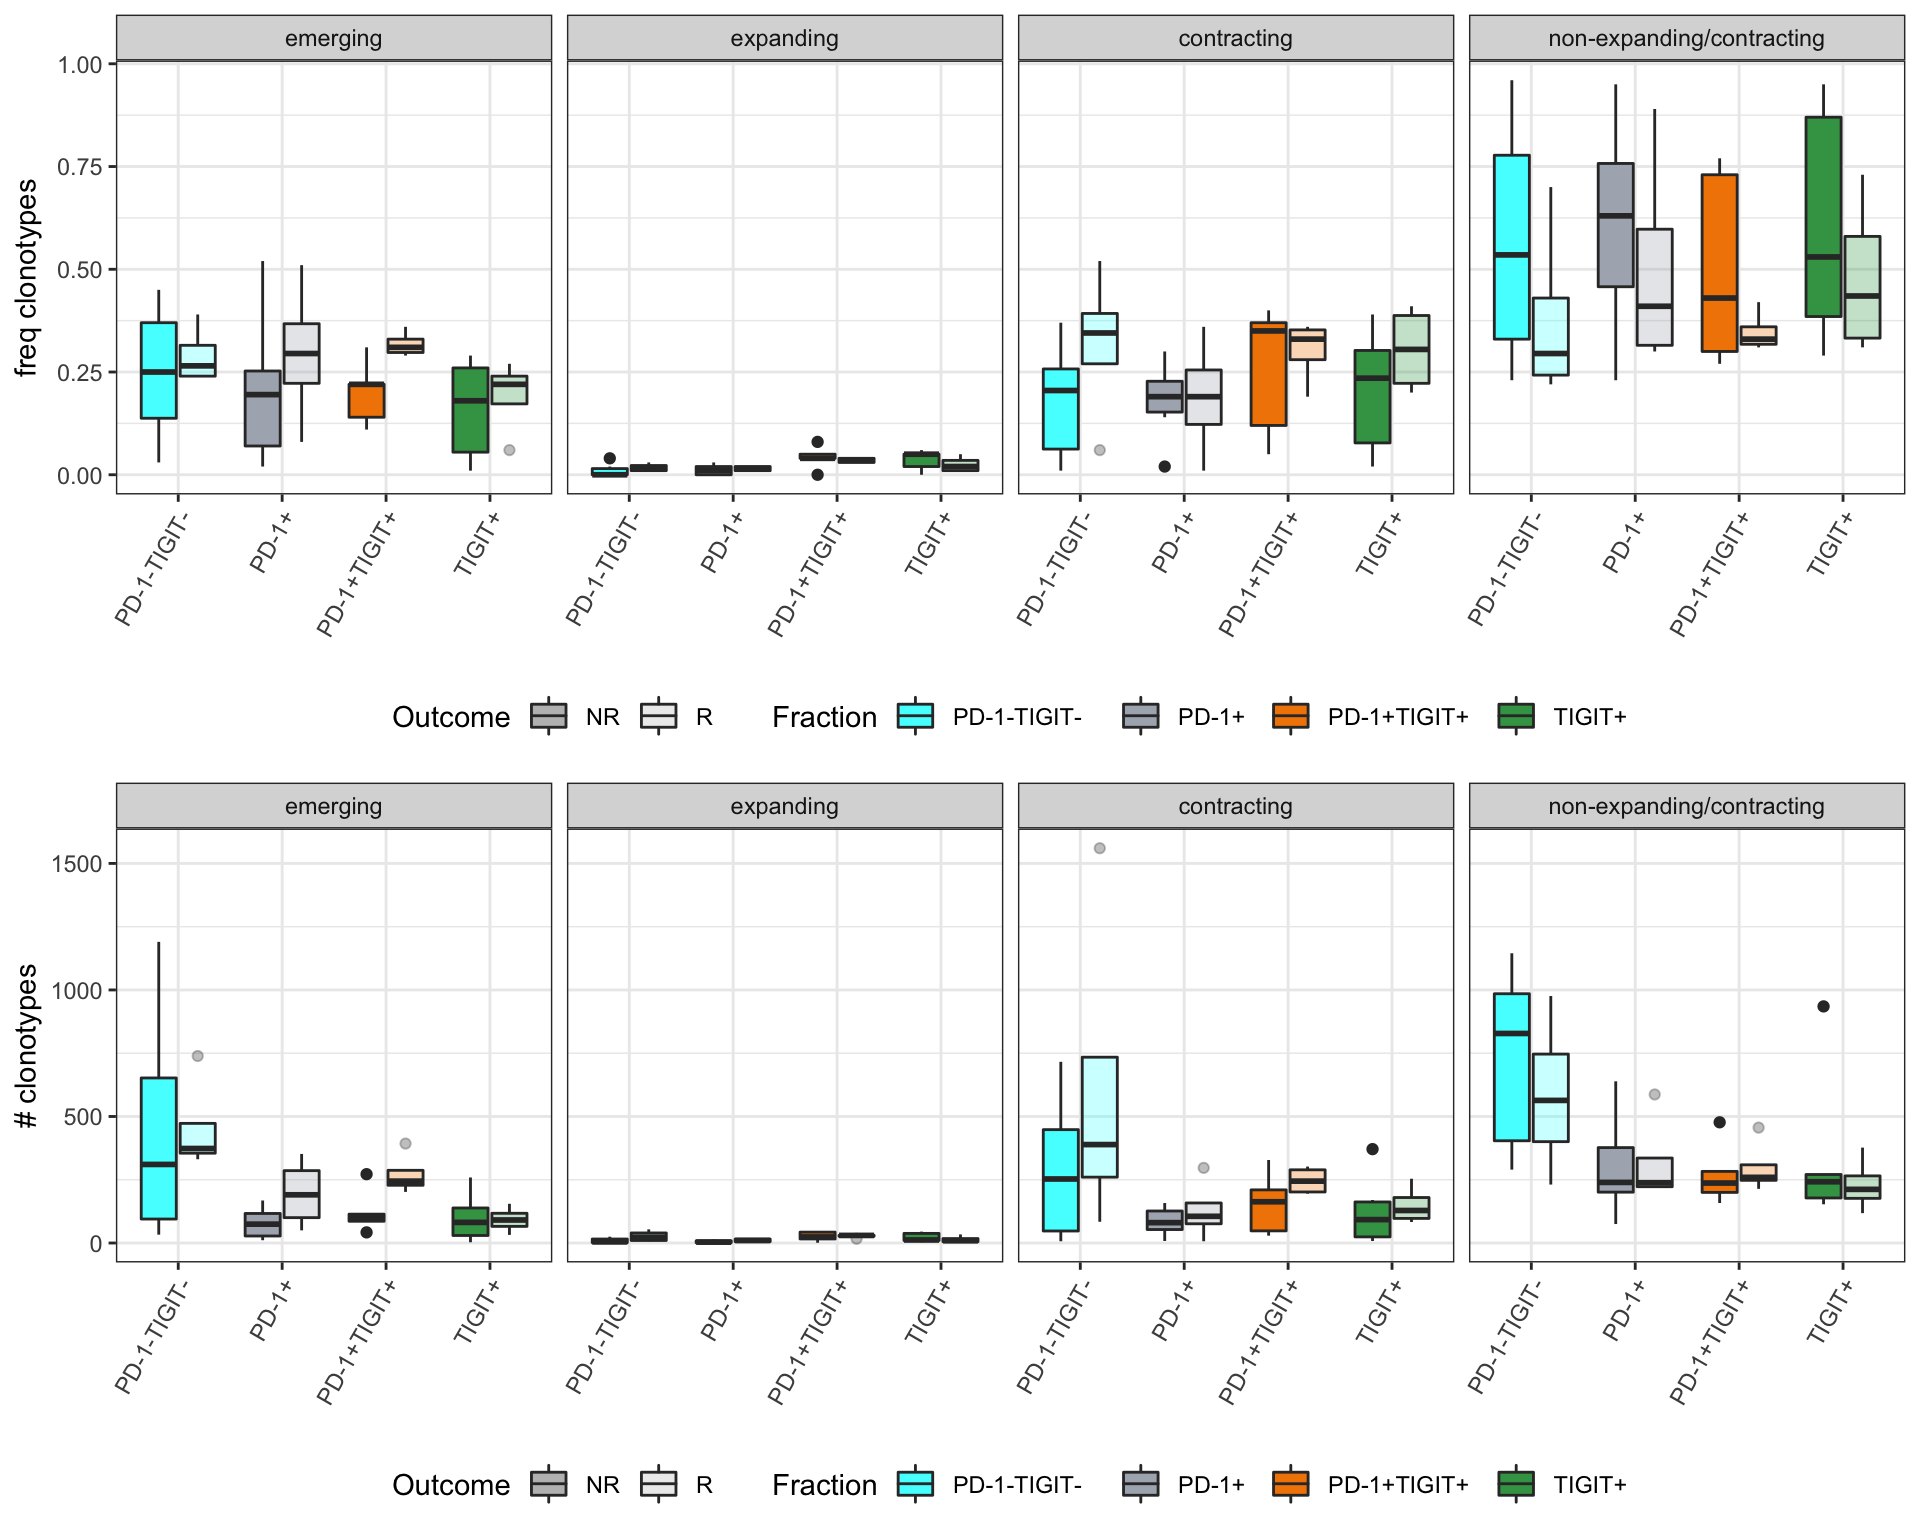 emerging expanding contracting non-expanding/contracting
freq clonotypes
1.00
0.75
0.50
0.25
0.00
PD-1-TIGIT- PD-1+ PD-1+TIGIT+ TIGIT+ PD-1-TIGIT- PD-1+ PD-1+TIGIT+ TIGIT+ PD-1-TIGIT- PD-1+ PD-1+TIGIT+ TIGIT+ PD-1-TIGIT- PD-1+ PD-1+TIGIT+ TIGIT+
Outcome NR R Fraction PD-1-TIGIT- PD-1+ PD-1+TIGIT+ TIGIT+
emerging expanding contracting non-expanding/contracting
# clonotypes
1500
1000
500
0
PD-1-TIGIT- PD-1+ PD-1+TIGIT+ TIGIT+ PD-1-TIGIT- PD-1+ PD-1+TIGIT+ TIGIT+ PD-1-TIGIT- PD-1+ PD-1+TIGIT+ TIGIT+ PD-1-TIGIT- PD-1+ PD-1+TIGIT+ TIGIT+
Outcome NR R Fraction PD-1-TIGIT- PD-1+ PD-1+TIGIT+ TIGIT+